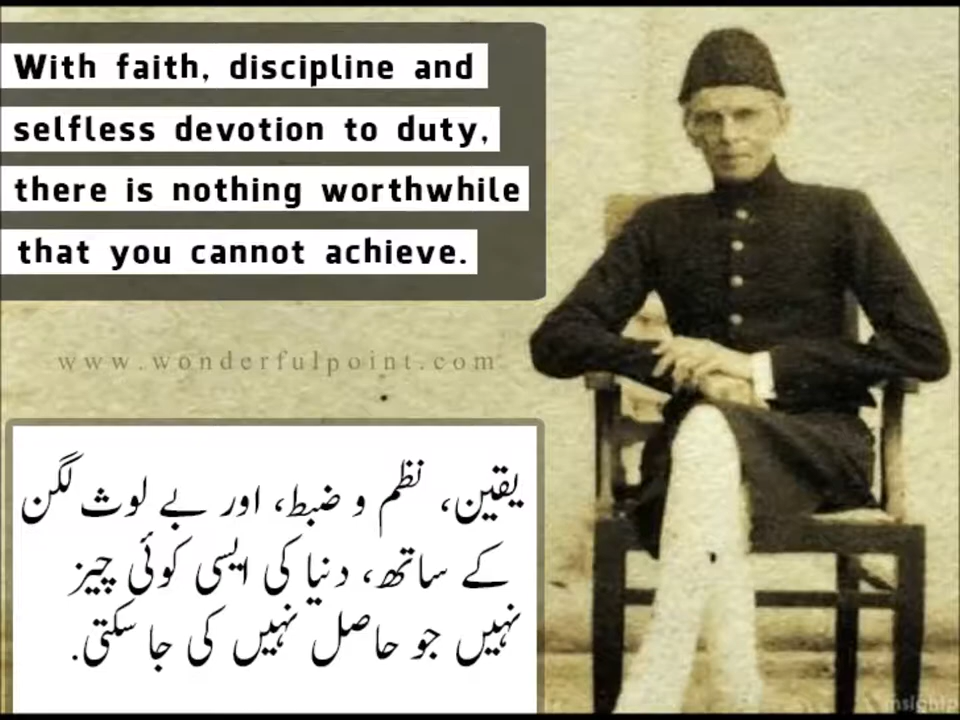 With faith, discipline and
selfless devotion to duty,
there is nothing worthwhile
that you cannot achieve.
www.wonderfulpoint.com
یقین، نظم و ضبط، اور بے لوث لگن
کے ساتھ، دنیا کی ایسی کوئی چیز
نہیں جو حاصل نہیں کی جا سکتی.